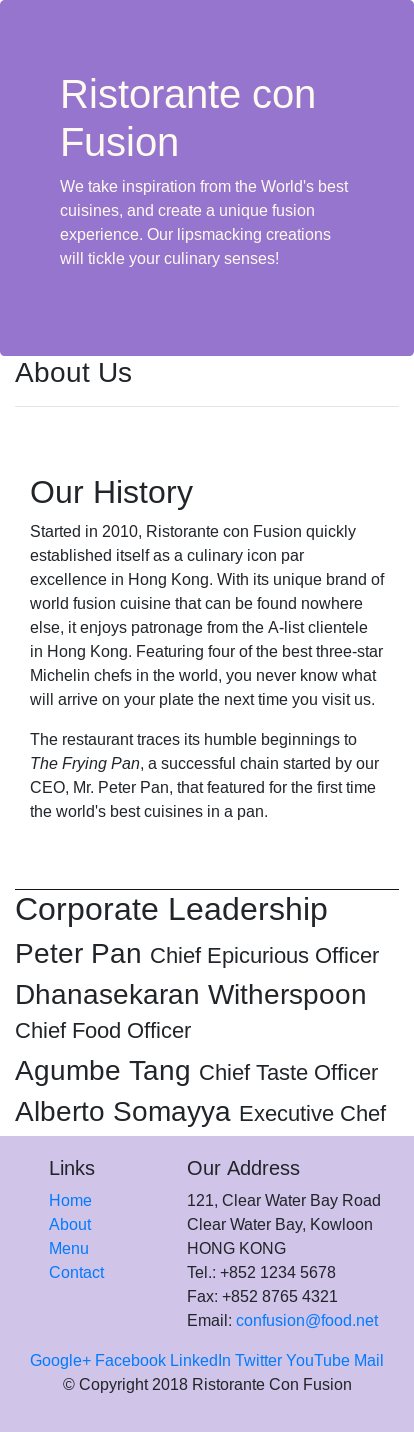 Ristorante con
Fusion
We take inspiration from the World's best
cuisines, and create a unique fusion
experience. Our lipsmacking creations
will tickle your culinary senses!
About Us
Our History
Started in 2010, Ristorante con Fusion quickly
established itself as a culinary icon par
excellence in Hong Kong. With its unique brand of
world fusion cuisine that can be found nowhere
else, it enjoys patronage from the A-list clientele
in Hong Kong. Featuring four of the best three-star
Michelin chefs in the world, you never know what
will arrive on your plate the next time you visit us.
The restaurant traces its humble beginnings to
The Frying Pan, a successful chain started by our
CEO, Mr. Peter Pan, that featured for the first time
the world's best cuisines in a pan.
Corporate Leadership
Peter Pan Chief Epicurious Officer
Dhanasekaran Witherspoon
Chief Food Officer
Agumbe Tang Chief Taste Officer
Alberto Somayya Executive Chef
Links
Home
About
Menu
Contact
Our Address
121, Clear Water Bay Road
Clear Water Bay, Kowloon
HONG KONG
Tel.: +852 1234 5678
Fax: +852 8765 4321
Email: confusion@food.net
Google+ Facebook LinkedIn Twitter YouTube Mail
© Copyright 2018 Ristorante Con Fusion